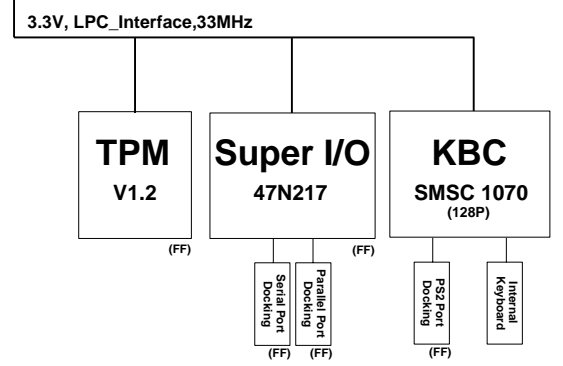 3.3V, LPC_Interface,33MHz
TPM
V1.2
(FF)
Super I/O
47N217
(FF)
KBC
SMSC 1070
(128P)
Serial Port
Docking
(FF)
Parallel Port
Docking
(FF)
PS2 Port
Docking
(FF)
Internal
Keyboard